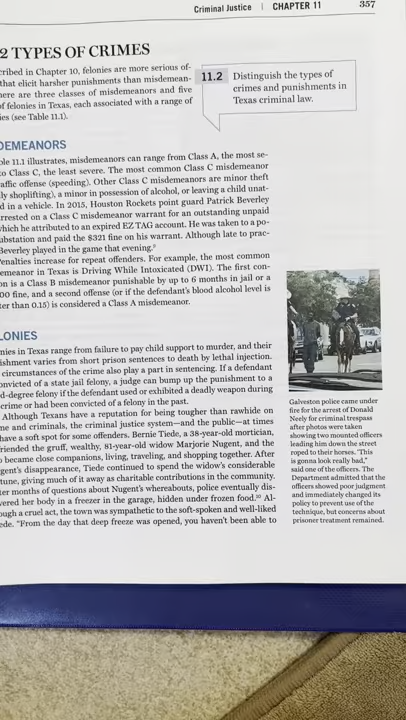 Criminal Justice | CHAPTER 11 357
2 TYPES OF CRIMES
cribed in Chapter 10, felonies are more serious of-
that elicit harsher punishments than misdemean-
here are three classes of misdemeanors and five
of felonies in Texas, each associated with a range of
ies (see Table 11.1).
11.2 Distinguish the types of
crimes and punishments in
Texas criminal law.
DEMEANORS
ble 11.1 illustrates, misdemeanors can range from Class A, the most se-
to Class C, the least severe. The most common Class C misdemeanor
affic offense (speeding). Other Class C misdemeanors are minor theft
lly shoplifting), a minor in possession of alcohol, or leaving a child unat-
d in a vehicle. In 2015, Houston Rockets point guard Patrick Beverley
rrested on a Class C misdemeanor warrant for an outstanding unpaid
which he attributed to an expired EZ TAG account. He was taken to a po-
ubstation and paid the $321 fine on his warrant. Although late to prac-
Beverley played in the game that evening.⁹
Penalties increase for repeat offenders. For example, the most common
emeanor in Texas is Driving While Intoxicated (DWI). The first con-
on is a Class B misdemeanor punishable by up to 6 months in jail or a
00 fine, and a second offense (or if the defendant's blood alcohol level is
ter than 0.15) is considered a Class A misdemeanor.
LONIES
nies in Texas range from failure to pay child support to murder, and their
ishment varies from short prison sentences to death by lethal injection.
circumstances of the crime also play a part in sentencing. If a defendant
onvicted of a state jail felony, a judge can bump up the punishment to a
d-degree felony if the defendant used or exhibited a deadly weapon during
crime or had been convicted of a felony in the past.
Although Texans have a reputation for being tougher than rawhide on
me and criminals, the criminal justice system—and the public—at times
have a soft spot for some offenders. Bernie Tiede, a 38-year-old mortician,
riended the gruff, wealthy, 81-year-old widow Marjorie Nugent, and the
o became close companions, living, traveling, and shopping together. After
gent's disappearance, Tiede continued to spend the widow's considerable
tune, giving much of it away as charitable contributions in the community.
ter months of questions about Nugent's whereabouts, police eventually dis-
vered her body in a freezer in the garage, hidden under frozen food.¹⁰ Al-
ough a cruel act, the town was sympathetic to the soft-spoken and well-liked
ede. “From the day that deep freeze was opened, you haven't been able to
Galveston police came under
fire for the arrest of Donald
Neely for criminal trespass
after photos were taken
showing two mounted officers
leading him down the street
roped to their horses. “This
is gonna look really bad,”
said one of the officers. The
Department admitted that the
officers showed poor judgment
and immediately changed its
policy to prevent use of the
technique, but concerns about
prisoner treatment remained.